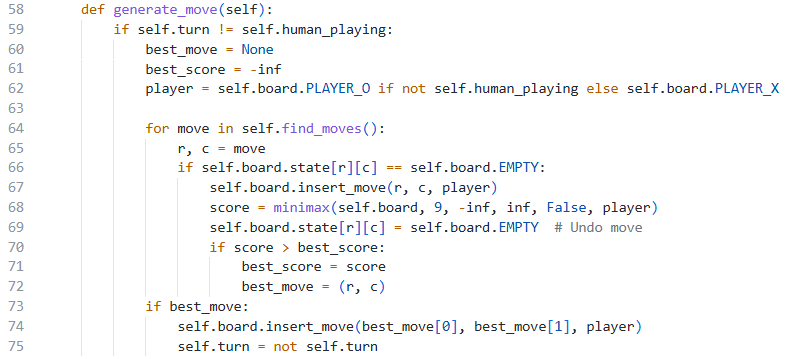 58 def generate_move(self):
59 if self.turn != self.human_playing:
60 best_move = None
61 best_score = -inf
62 player = self.board.PLAYER_O if not self.human_playing else self.board.PLAYER_X
63
64 for move in self.find_moves():
65 r, c = move
66 if self.board.state[r][c] == self.board.EMPTY:
67 self.board.insert_move(r, c, player)
68 score = minimax(self.board, 9, -inf, inf, False, player)
69 self.board.state[r][c] = self.board.EMPTY  # Undo move
70 if score > best_score:
71 best_score = score
72 best_move = (r, c)
73 if best_move:
74 self.board.insert_move(best_move[0], best_move[1], player)
75 self.turn = not self.turn